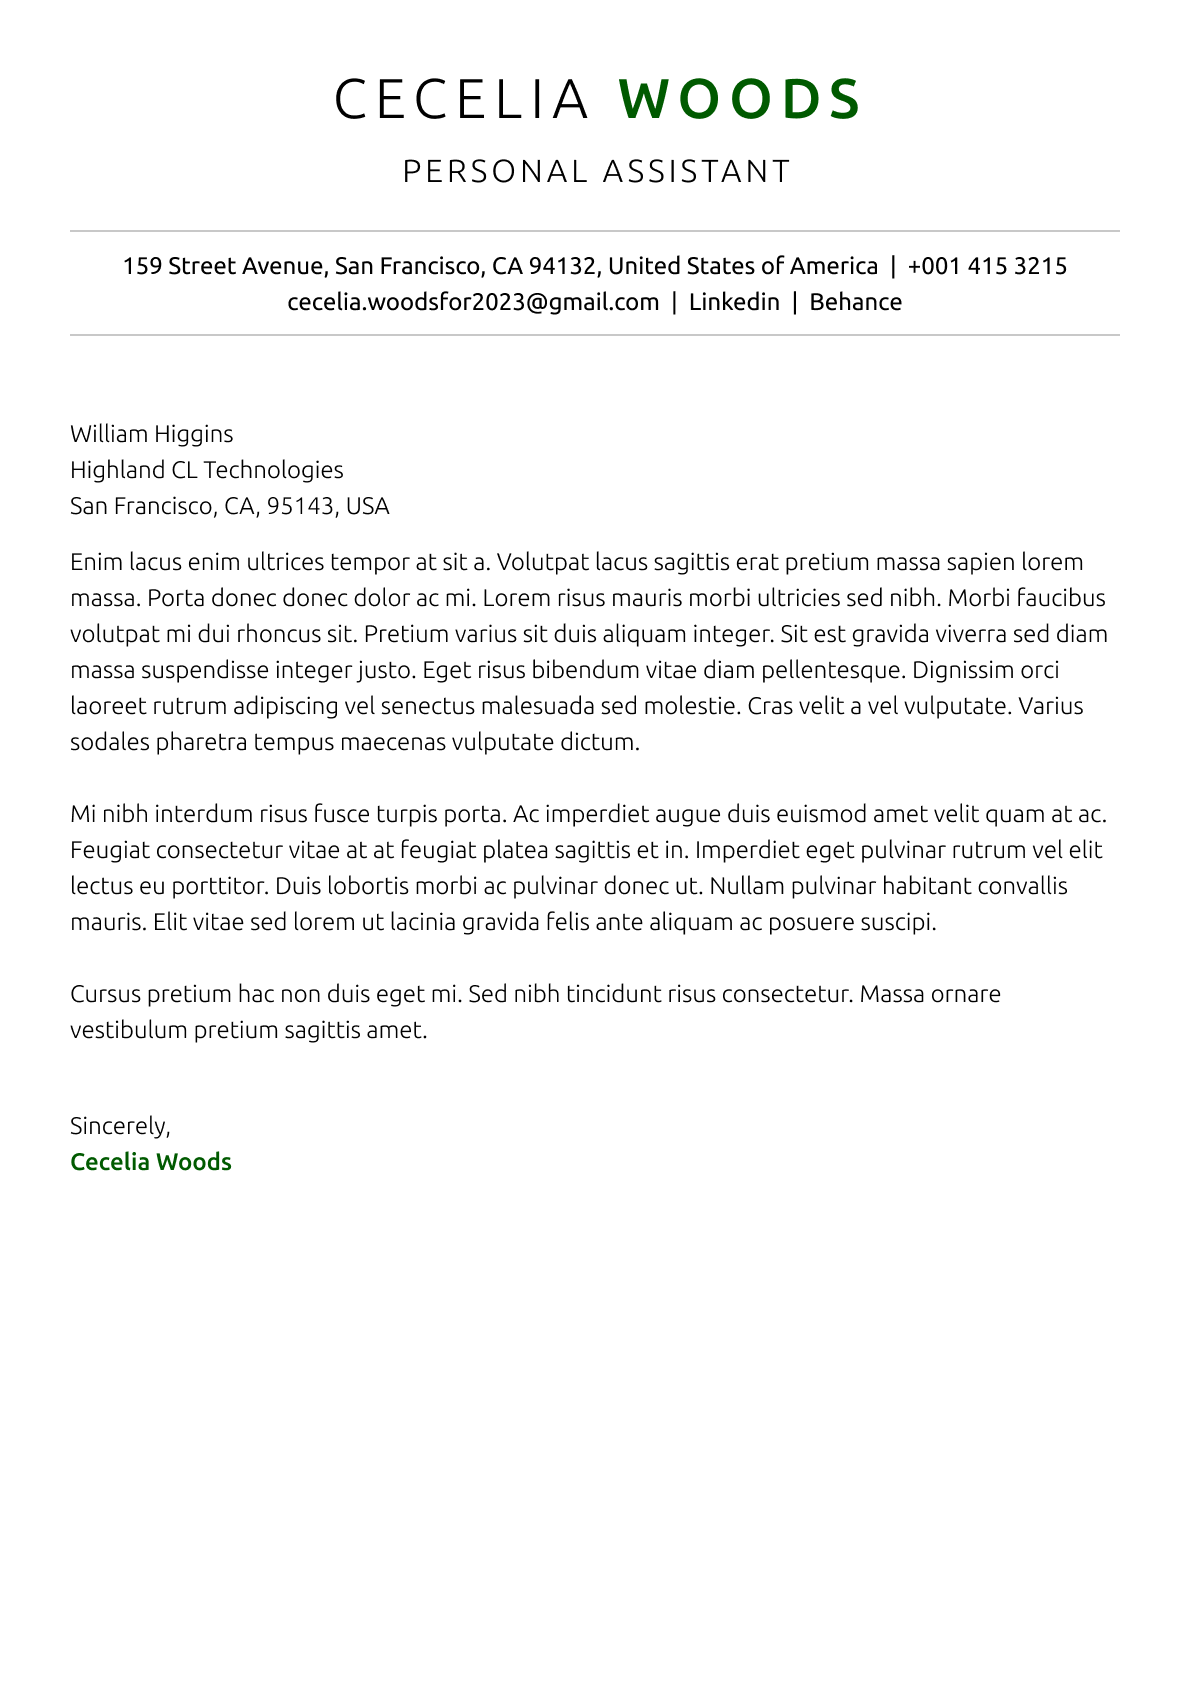 CECELIA WOODS
PERSONAL ASSISTANT
159 Street Avenue, San Francisco, CA 94132, United States of America | +001 415 3215
cecelia.woodsfor2023@gmail.com | Linkedin | Behance
William Higgins
Highland CL Technologies
San Francisco, CA, 95143, USA
Enim lacus enim ultrices tempor at sit a. Volutpat lacus sagittis erat pretium massa sapien lorem
massa. Porta donec donec dolor ac mi. Lorem risus mauris morbi ultricies sed nibh. Morbi faucibus
volutpat mi dui rhoncus sit. Pretium varius sit duis aliquam integer. Sit est gravida viverra sed diam
massa suspendisse integer justo. Eget risus bibendum vitae diam pellentesque. Dignissim orci
laoreet rutrum adipiscing vel senectus malesuada sed molestie. Cras velit a vel vulputate. Varius
sodales pharetra tempus maecenas vulputate dictum.
Mi nibh interdum risus fusce turpis porta. Ac imperdiet augue duis euismod amet velit quam at ac.
Feugiat consectetur vitae at at feugiat platea sagittis et in. Imperdiet eget pulvinar rutrum vel elit
lectus eu porttitor. Duis lobortis morbi ac pulvinar donec ut. Nullam pulvinar habitant convallis
mauris. Elit vitae sed lorem ut lacinia gravida felis ante aliquam ac posuere suscipi.
Cursus pretium hac non duis eget mi. Sed nibh tincidunt risus consectetur. Massa ornare
vestibulum pretium sagittis amet.
Sincerely,
Cecelia Woods